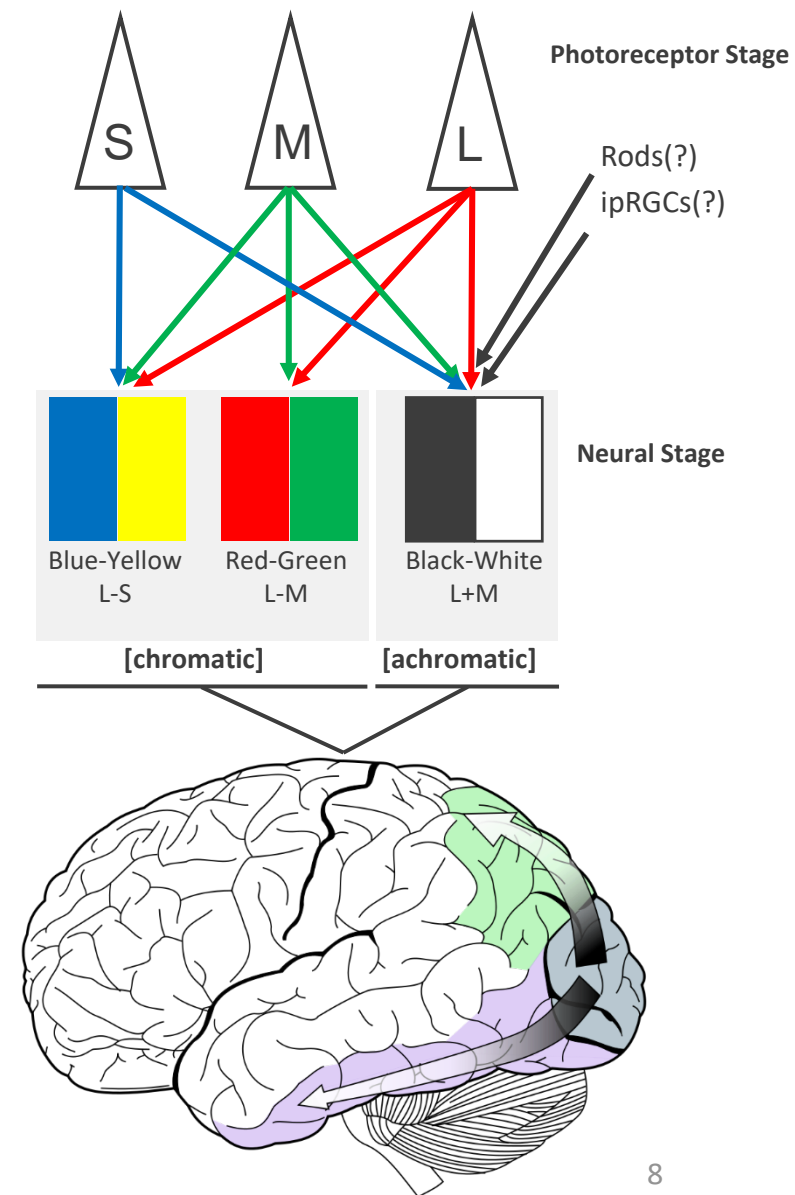 Photoreceptor Stage
S
M
L
Rods(?)
ipRGCs(?)
Neural Stage
Blue-Yellow
L-S
Red-Green
L-M
Black-White
L+M
[chromatic]
[achromatic]
8